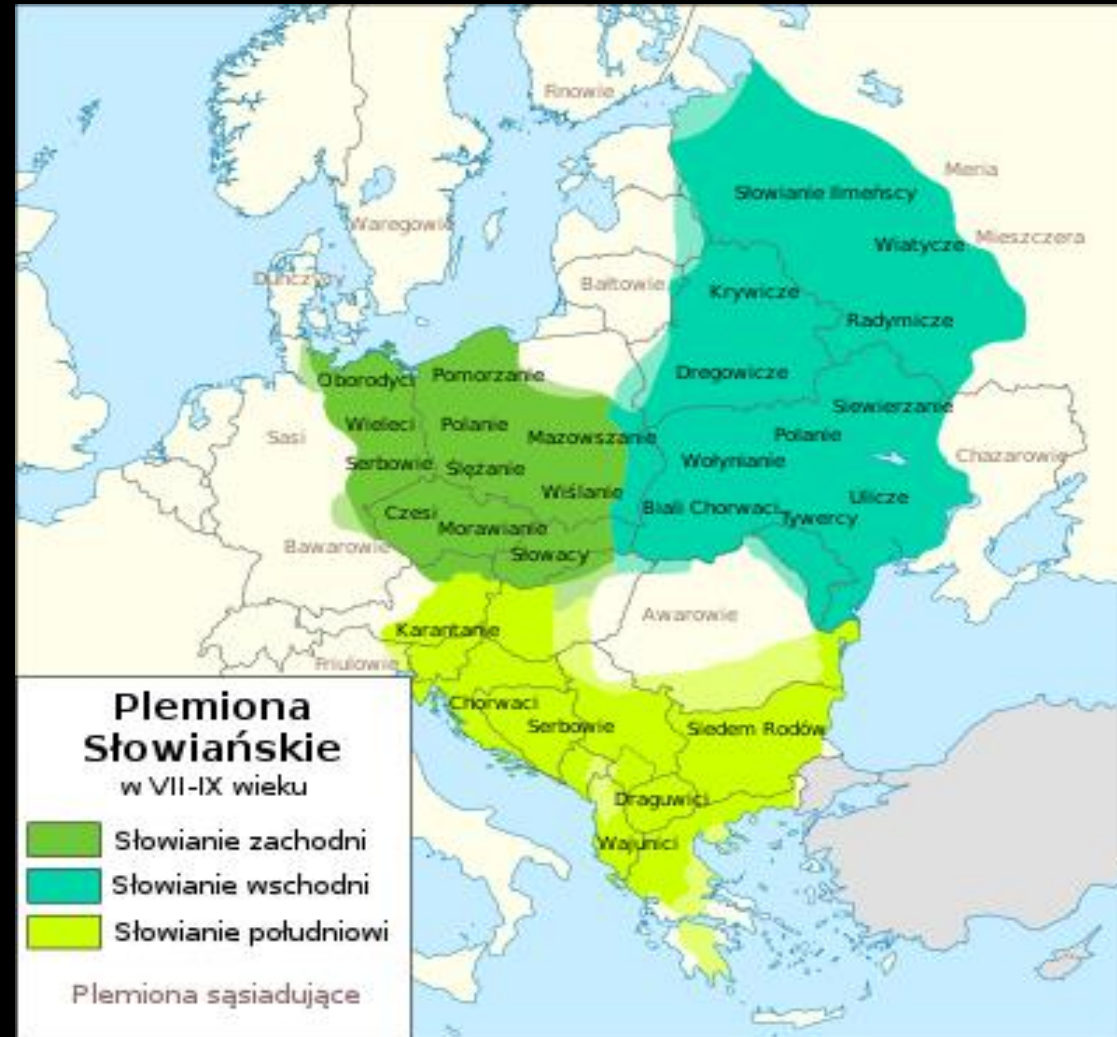 Finowie
Meria
Słowianie Ilmeńscy
Waregowie
Wiatycze
Mieszczera
Duńczycy
Bałtowie
Krywicze
Radymicze
Oborodyci
Pomorzanie
Dregowicze
Siewierzanie
Wieleci
Polanie
Sasi
Mazowszanie
Polanie
Serbowie
Ślężanie
Wołynianie
Chazarowie
Wiślanie
Ulicze
Czesi
Biali Chorwaci
Tywercy
Morawianie
Bawarowie
Słowacy
Awarowie
Karantanie
Friulowie
Chorwaci
Serbowie
Siedem Rodów
Draguwici
Wajunici
Plemiona
Słowiańskie
w VII-IX wieku
Słowianie zachodni
Słowianie wschodni
Słowianie południowi
Plemiona sąsiadujące